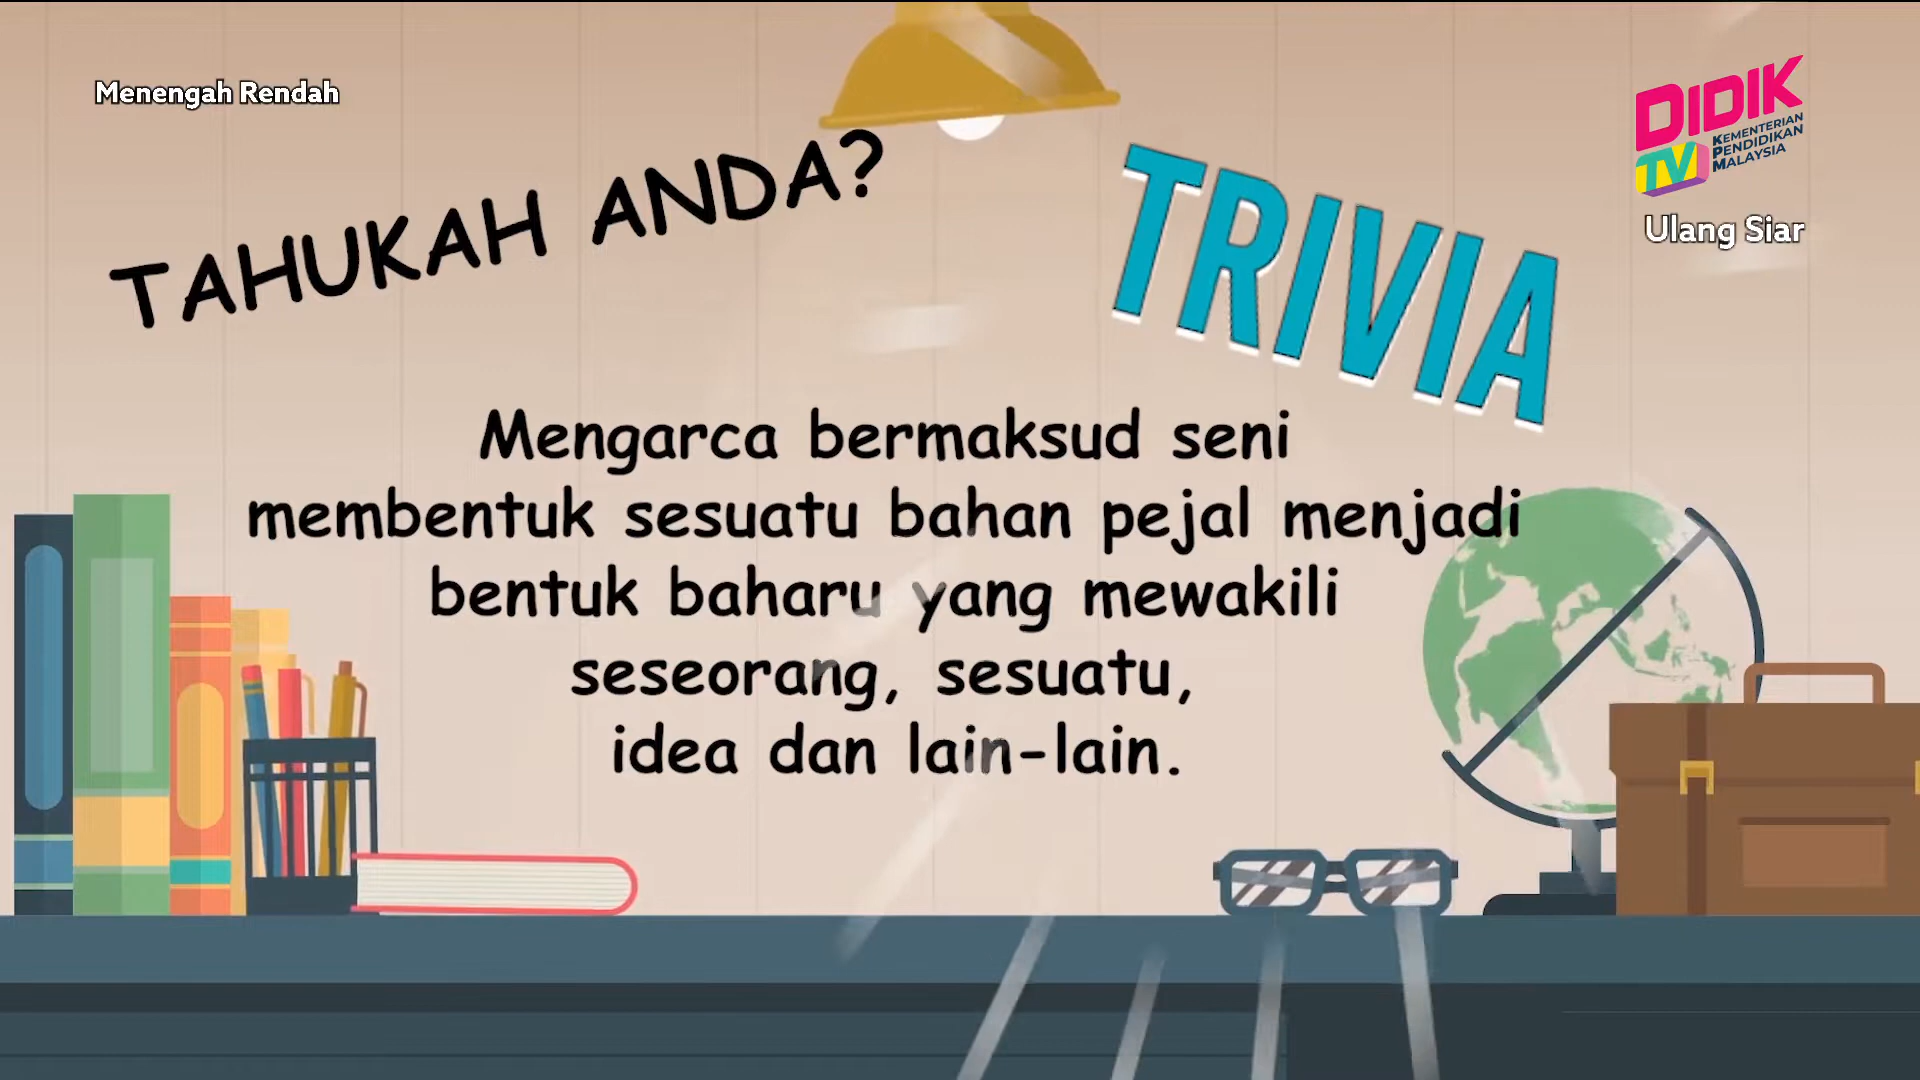 Menengah Rendah
DIDIK
TV
KEMENTERIAN
PENDIDIKAN
MALAYSIA
Ulang Siar
TAHUKAH ANDA?
TRIVIA
Mengarca bermaksud seni
membentuk sesuatu bahan pejal menjadi
bentuk baharu yang mewakili
seseorang, sesuatu,
idea dan lain-lain.